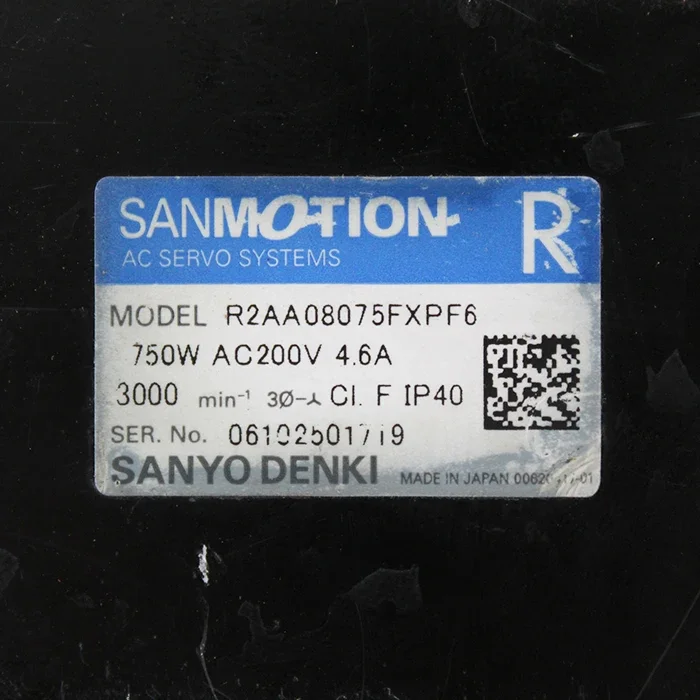 SANMOTION R
AC SERVO SYSTEMS
MODEL R2AA08075FXPF6
750W AC200V 4.6A
3000 min⁻¹ 3Ø-⅄ CI. F IP40
SER. No. 06102501719
SANYO DENKI MADE IN JAPAN